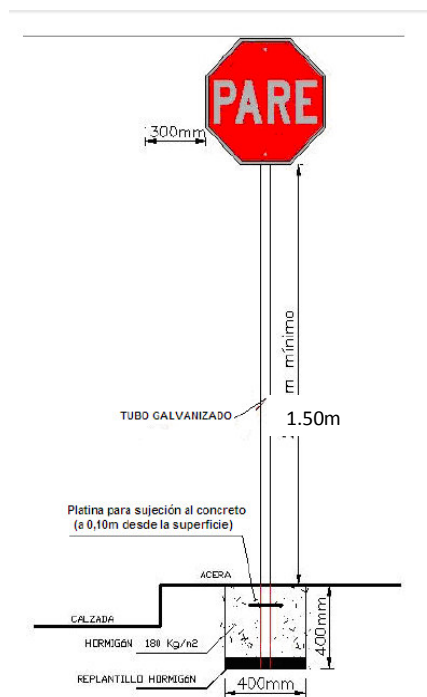 PARE
300mm
m mínimo
TUBO GALVANIZADO
1.50m
Platina para sujeción al concreto
(a 0,10m desde la superficie)
ACERA
CALZADA
400mm
HORMIGóN 180 Kg/m2
REPLANTILLO HORMIGóN
400mm